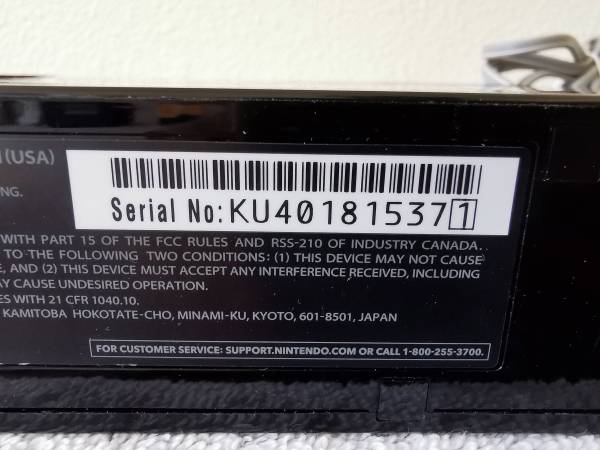 (USA)
NG.
Serial No:KU401815371
WITH PART 15 OF THE FCC RULES AND RSS-210 OF INDUSTRY CANADA.
TO THE FOLLOWING TWO CONDITIONS: (1) THIS DEVICE MAY NOT CAUSE
E, AND (2) THIS DEVICE MUST ACCEPT ANY INTERFERENCE RECEIVED, INCLUDING
AY CAUSE UNDESIRED OPERATION.
ES WITH 21 CFR 1040.10.
KAMITOBA HOKOTATE-CHO, MINAMI-KU, KYOTO, 601-8501, JAPAN
FOR CUSTOMER SERVICE: SUPPORT.NINTENDO.COM OR CALL 1-800-255-3700.